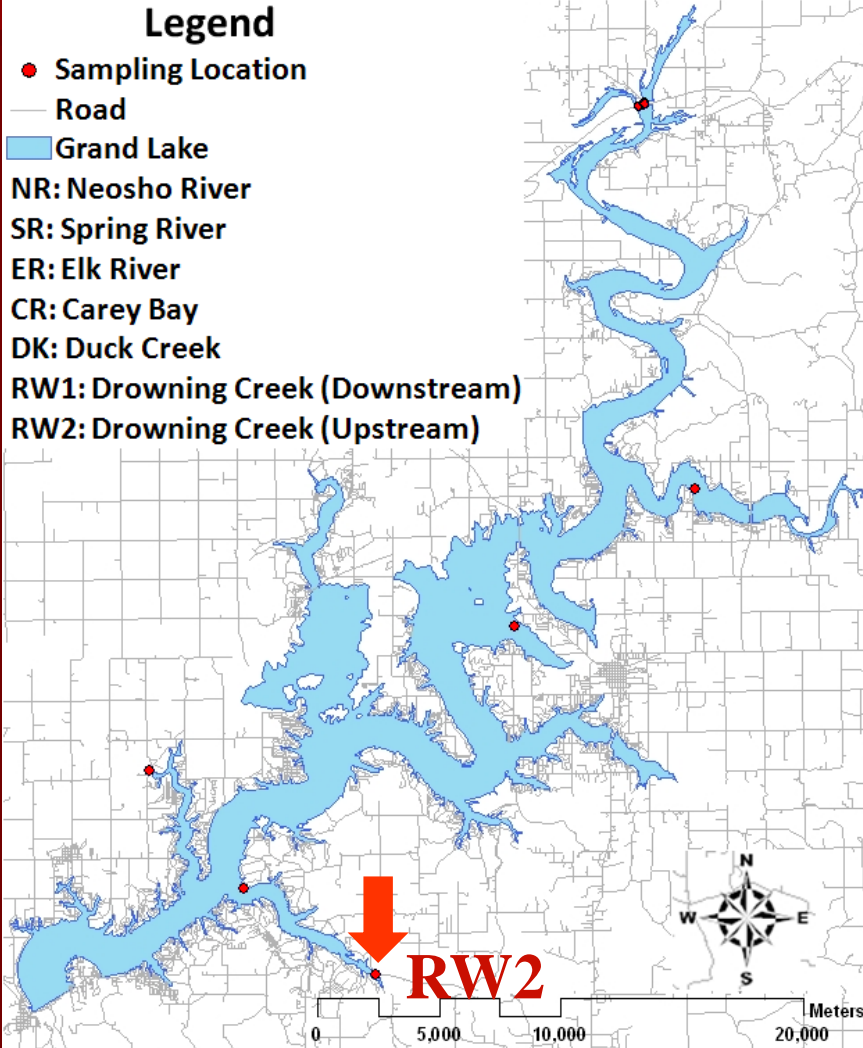 Legend
Sampling Location
Road
Grand Lake
NR: Neosho River
SR: Spring River
ER: Elk River
CR: Carey Bay
DK: Duck Creek
RW1: Drowning Creek (Downstream)
RW2: Drowning Creek (Upstream)
N
W E
S
RW2
Meters
0 5,000 10,000 20,000